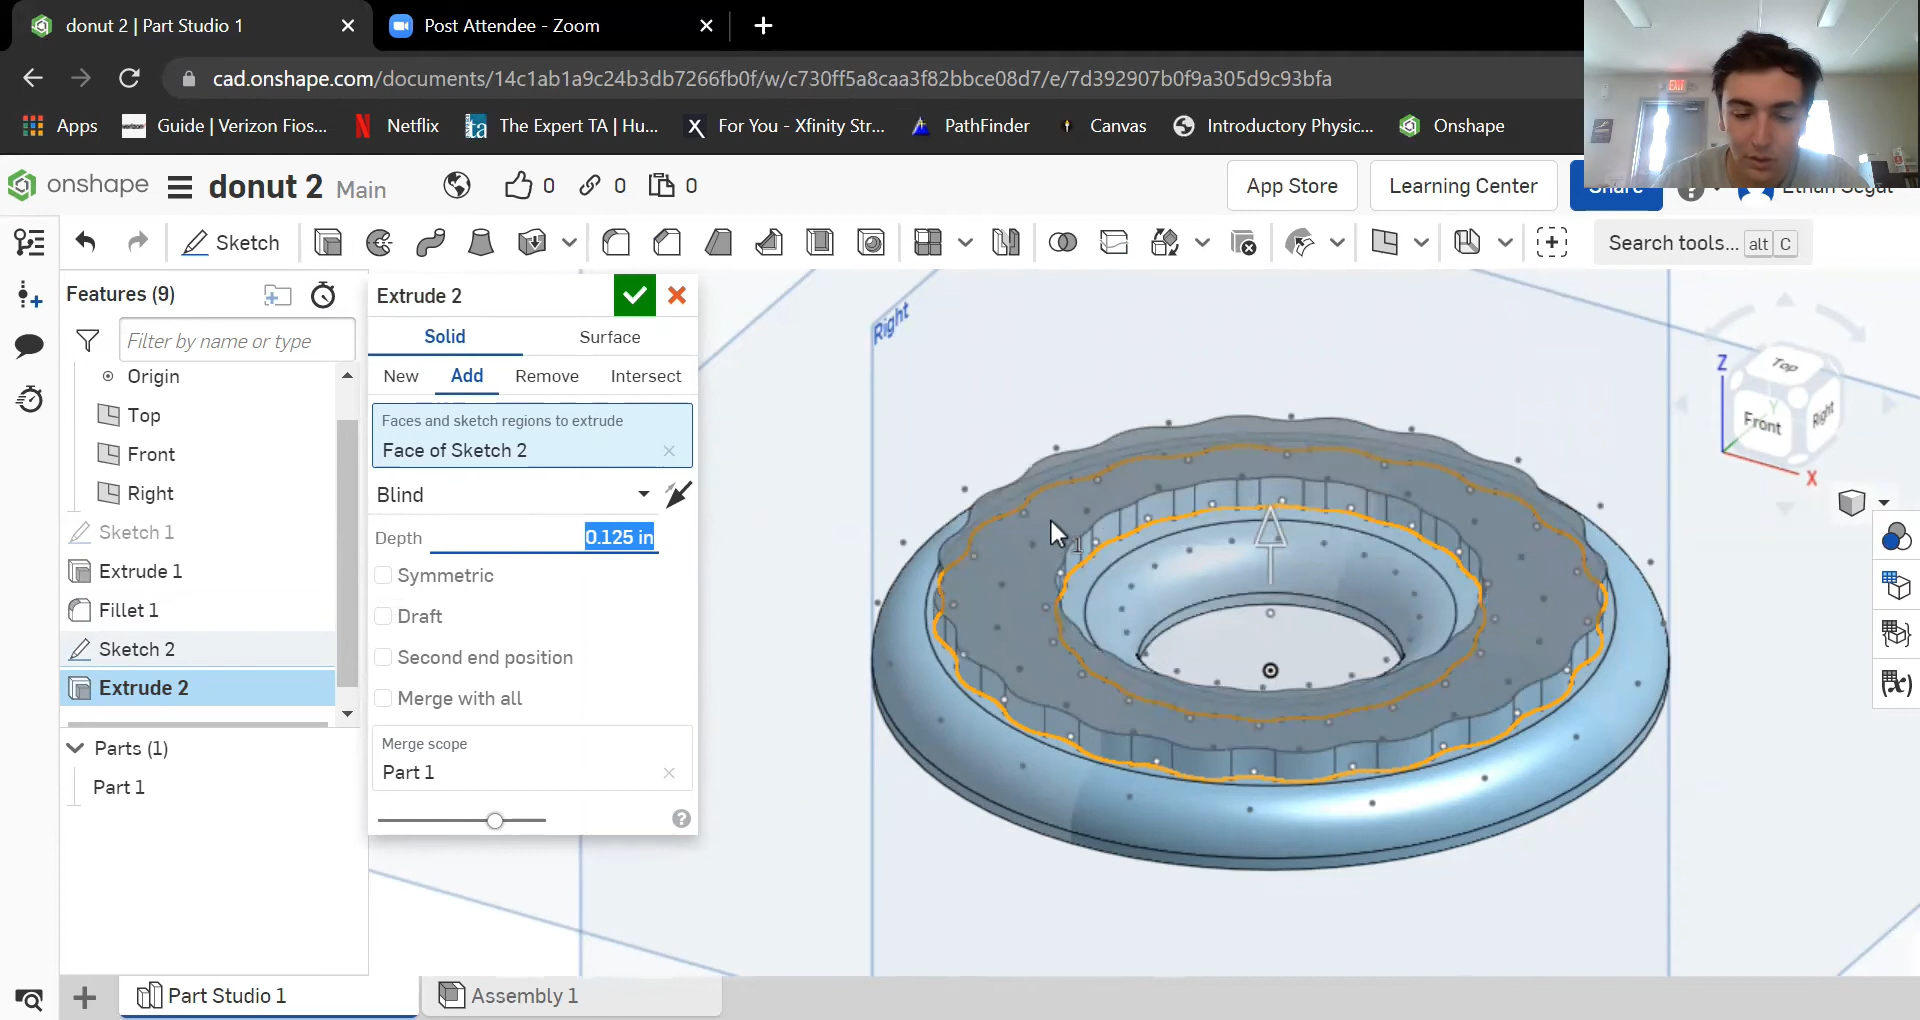 donut 2 | Part Studio 1
Post Attendee - Zoom
cad.onshape.com/documents/14c1ab1a9c24b3db7266fb0f/w/c730ff5a8caa3f82bbce08d7/e/7d392907b0f9a305d9c93bfa
Apps
verizon
Guide | Verizon Fios...
Netflix
The Expert TA | Hu...
For You - Xfinity Str...
PathFinder
Canvas
Introductory Physic...
Onshape
EXIT
onshape
donut 2 Main
0
0
0
App Store
Learning Center
Share
Sketch
Search tools... alt C
Features (9)
Filter by name or type
Origin
Top
Front
Right
Sketch 1
Extrude 1
Fillet 1
Sketch 2
Extrude 2
Parts (1)
Part 1
Extrude 2
Solid
Surface
New
Add
Remove
Intersect
Faces and sketch regions to extrude
Face of Sketch 2
Blind
Depth
0.125 in
Symmetric
Draft
Second end position
Merge with all
Merge scope
Part 1
Right
1
Z
Top
Y
Front
Right
X
(x)
Part Studio 1
Assembly 1